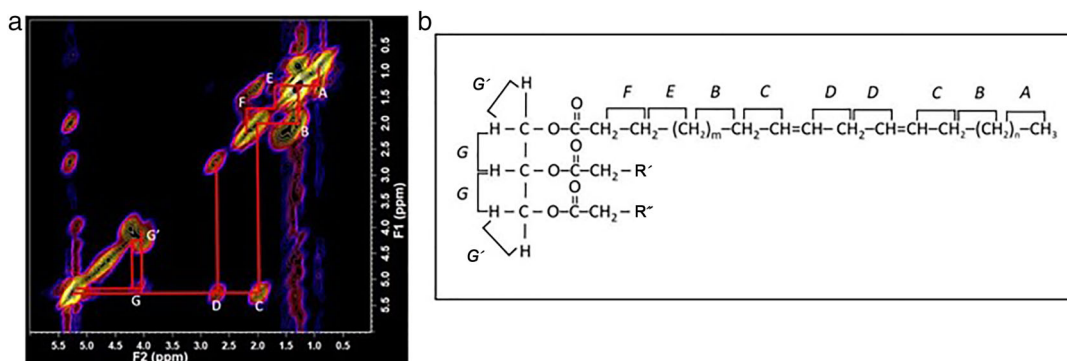 a
b
E
A
F
B
G'
G
D
C
0.5
1.0
1.5
2.0
2.5
3.0
3.5
4.0
4.5
5.0
5.5
F1 (ppm)
5.5 5.0 4.5 4.0 3.5 3.0 2.5 2.0 1.5 1.0 0.5
F2 (ppm)
F E B C D D C B A
G´ H O
H – C – O – C – CH₂ – CH₂ – (CH₂)m – CH₂ – CH₂ – CH = CH – CH₂ – CH = CH – CH₂ – (CH₂)n – CH₃
G O
H – C – O – C – CH₂ – R´
G O
H – C – O – C – CH₂ – R˝
G´ H